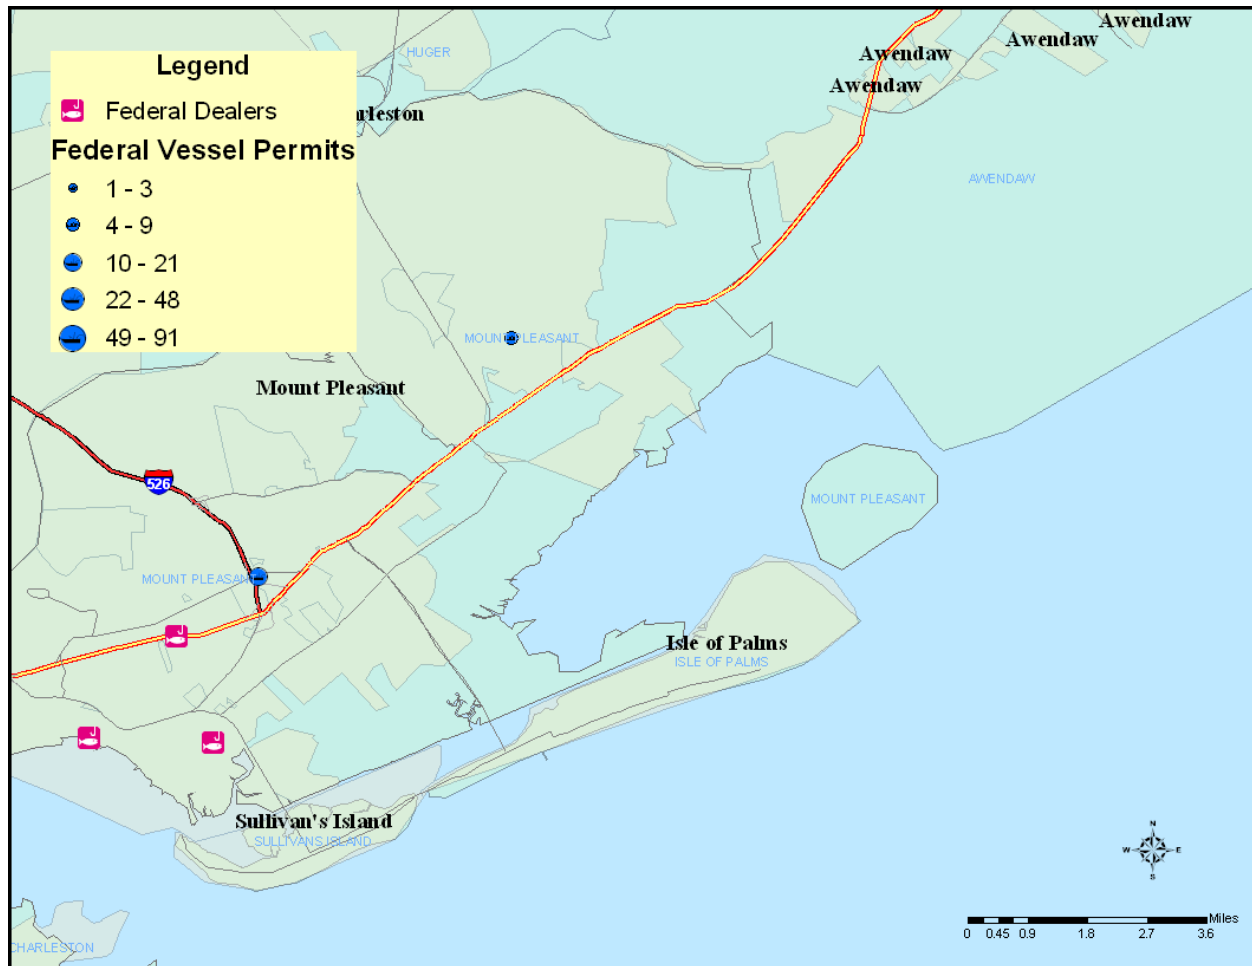 Legend
Federal Dealers
Federal Vessel Permits
1 - 3
4 - 9
10 - 21
22 - 48
49 - 91
HUGER
arleston
Awendaw
Awendaw
Awendaw
Awendaw
AWENDAW
MOUNT PLEASANT
Mount Pleasant
526
MOUNT PLEASANT
MOUNT PLEASANT
Isle of Palms
ISLE OF PALMS
Sullivan's Island
SULLIVANS ISLAND
CHARLESTON
N
W E
S
Miles
0 0.45 0.9 1.8 2.7 3.6